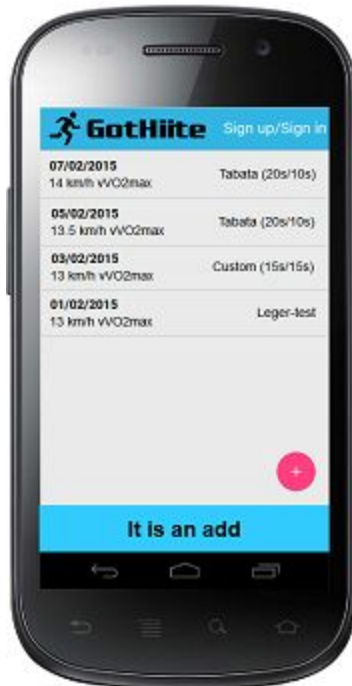 GotHiite Sign up/Sign in
07/02/2015
14 km/h vVO2max Tabata (20s/10s)
05/02/2015
13.5 km/h vVO2max Tabata (20s/10s)
03/02/2015
13 km/h vVO2max Custom (15s/15s)
01/02/2015
13 km/h vVO2max Leger-test
+
It is an add